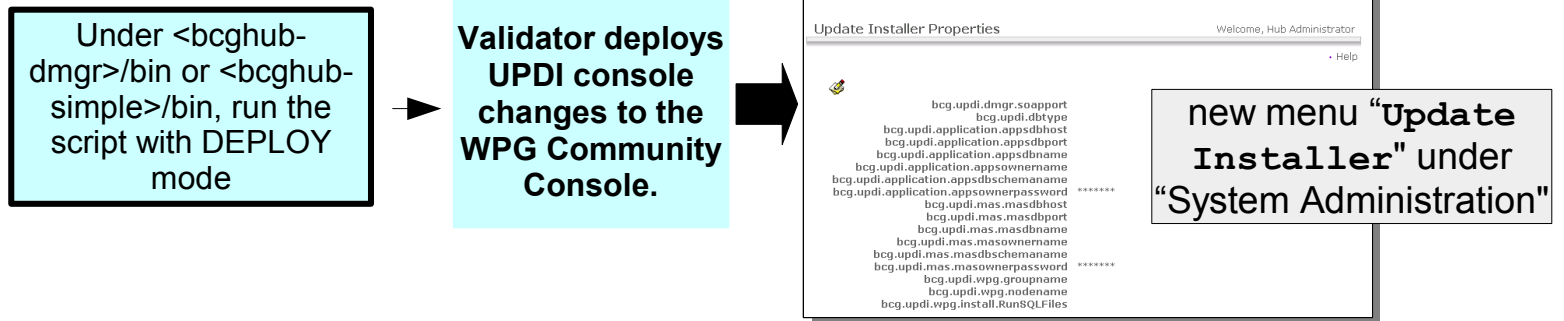 Under <bcghub-
dmgr>/bin or <bcghub-
simple>/bin, run the
script with DEPLOY
mode
Validator deploys
UPDI console
changes to the
WPG Community
Console.
Update Installer Properties
Welcome, Hub Administrator
• Help
bcg.updi.dmgr.soapport
bcg.updi.dbtype
bcg.updi.application.appsdbhost
bcg.updi.application.appsdbport
bcg.updi.application.appsdbname
bcg.updi.application.appsownername
bcg.updi.application.appsdbschemaname
bcg.updi.application.appsownerpassword *******
bcg.updi.mas.masdbhost
bcg.updi.mas.masdbport
bcg.updi.mas.masdbname
bcg.updi.mas.masownername
bcg.updi.mas.masdbschemaname
bcg.updi.mas.masownerpassword *******
bcg.updi.wpg.groupname
bcg.updi.wpg.nodename
bcg.updi.wpg.install.RunSQLFiles
new menu “Update
Installer" under
“System Administration"